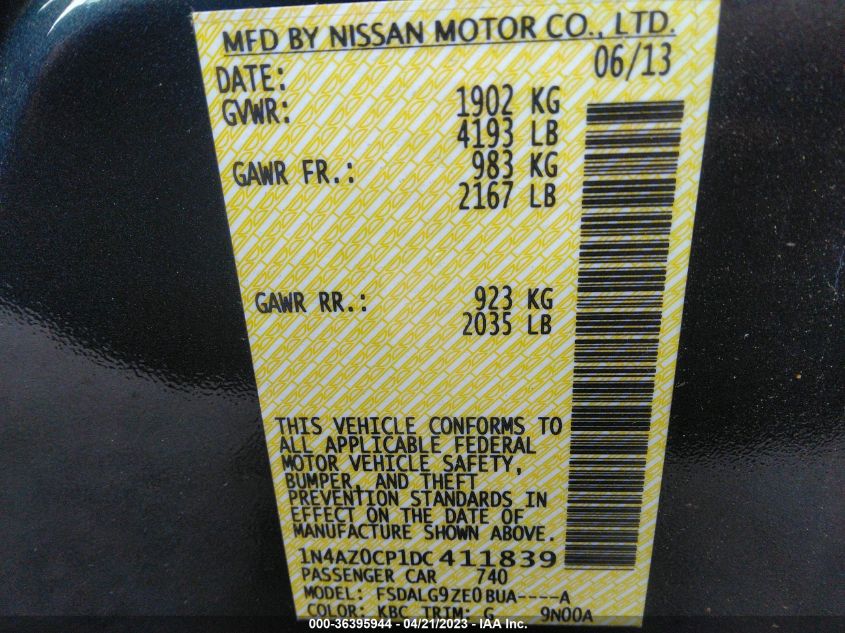 MFD BY NISSAN MOTOR CO., LTD.
DATE: 06/13
GVWR: 1902 KG
4193 LB
GAWR FR.: 983 KG
2167 LB
GAWR RR.: 923 KG
2035 LB
THIS VEHICLE CONFORMS TO
ALL APPLICABLE FEDERAL
MOTOR VEHICLE SAFETY,
BUMPER, AND THEFT
PREVENTION STANDARDS IN
EFFECT ON THE DATE OF
MANUFACTURE SHOWN ABOVE.
1N4AZ0CP1DC411839
PASSENGER CAR 740
MODEL: FSDALG9ZE0BUA----A
COLOR: KBC TRIM: G 9N00A
000-36395944 - 04/21/2023 - IAA Inc.